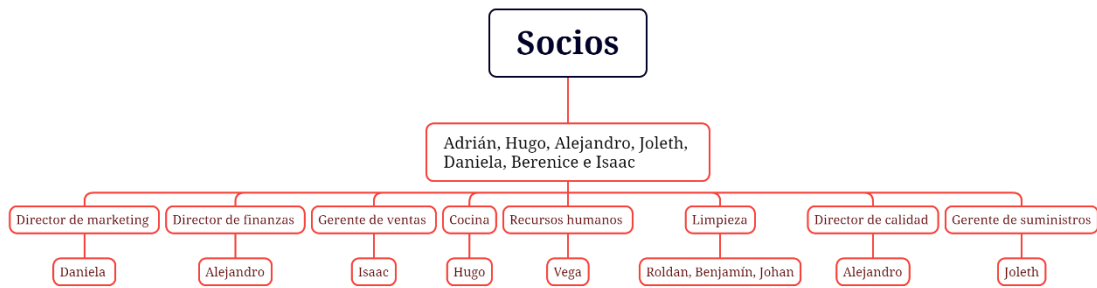 Socios
Adrián, Hugo, Alejandro, Joleth,
Daniela, Berenice e Isaac
Director de marketing
Director de finanzas
Gerente de ventas
Cocina
Recursos humanos
Limpieza
Director de calidad
Gerente de suministros
Daniela
Alejandro
Isaac
Hugo
Vega
Roldan, Benjamín, Johan
Alejandro
Joleth